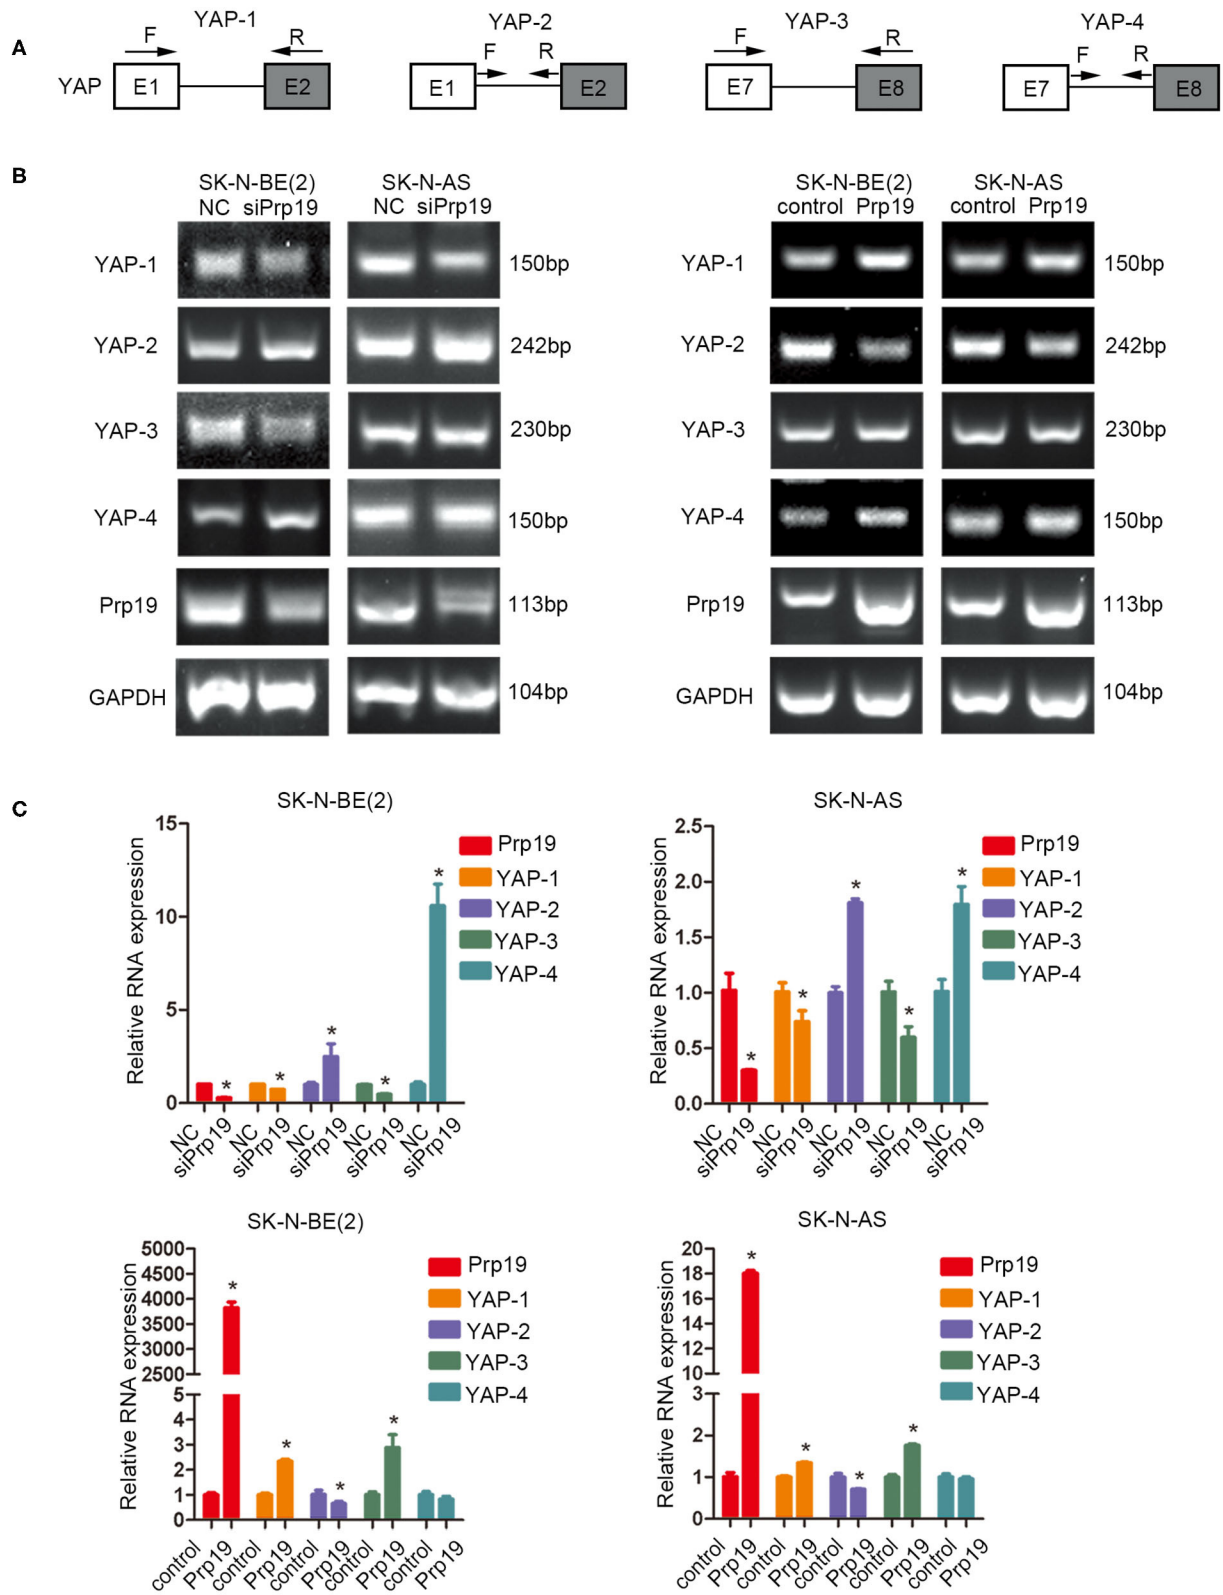 A
YAP-1 YAP-2 YAP-3 YAP-4
F R F R F R F R
YAP E1 E2 E1 E2 E7 E8 E7 E8
B
SK-N-BE(2) SK-N-AS SK-N-BE(2) SK-N-AS
NC siPrp19 NC siPrp19 control Prp19 control Prp19
YAP-1 150bp YAP-1 150bp
YAP-2 242bp YAP-2 242bp
YAP-3 230bp YAP-3 230bp
YAP-4 150bp YAP-4 150bp
Prp19 113bp Prp19 113bp
GAPDH 104bp GAPDH 104bp
C
SK-N-BE(2)
Relative RNA expression
15
10
5
0
* * * * *
NC siPrp19 NC siPrp19 NC siPrp19 NC siPrp19 NC siPrp19
Prp19
YAP-1
YAP-2
YAP-3
YAP-4
SK-N-AS
Relative RNA expression
2.5
2.0
1.5
1.0
0.5
0.0
* * * * *
NC siPrp19 NC siPrp19 NC siPrp19 NC siPrp19 NC siPrp19
Prp19
YAP-1
YAP-2
YAP-3
YAP-4
SK-N-BE(2)
Relative RNA expression
5000
4500
4000
3500
3000
2500
5
4
3
2
1
0
* * * *
control Prp19 control Prp19 control Prp19 control Prp19 control Prp19
Prp19
YAP-1
YAP-2
YAP-3
YAP-4
SK-N-AS
Relative RNA expression
20
18
16
14
12
10
3
2
1
0
* * * *
control Prp19 control Prp19 control Prp19 control Prp19 control Prp19
Prp19
YAP-1
YAP-2
YAP-3
YAP-4